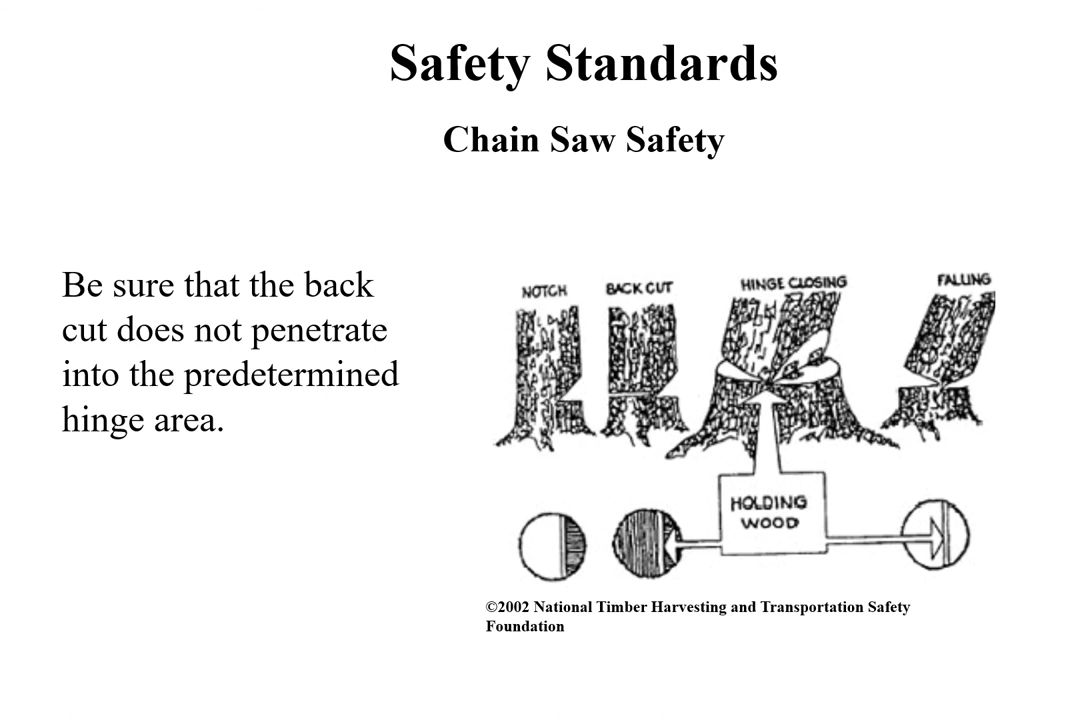 Safety Standards
Chain Saw Safety
Be sure that the back
cut does not penetrate
into the predetermined
hinge area.
NOTCH
BACK CUT
HINGE CLOSING
FALLING
HOLDING
WOOD
©2002 National Timber Harvesting and Transportation Safety
Foundation